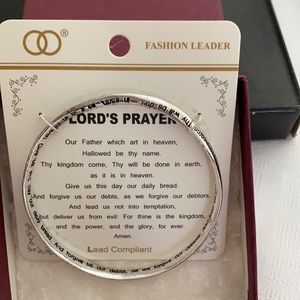 ®
FASHION LEADER
LORD'S PRAYER
Our Father which art in heaven,
Hallowed be thy name.
Thy kingdom come, Thy will be done in earth,
as it is in heaven.
Give us this day our daily bread.
And forgive us our debts, as we forgive our debtors.
And lead us not into temptation,
but deliver us from evil: For thine is the kingdom,
and the power, and the glory, for ever.
Amen.
Lead Compliant